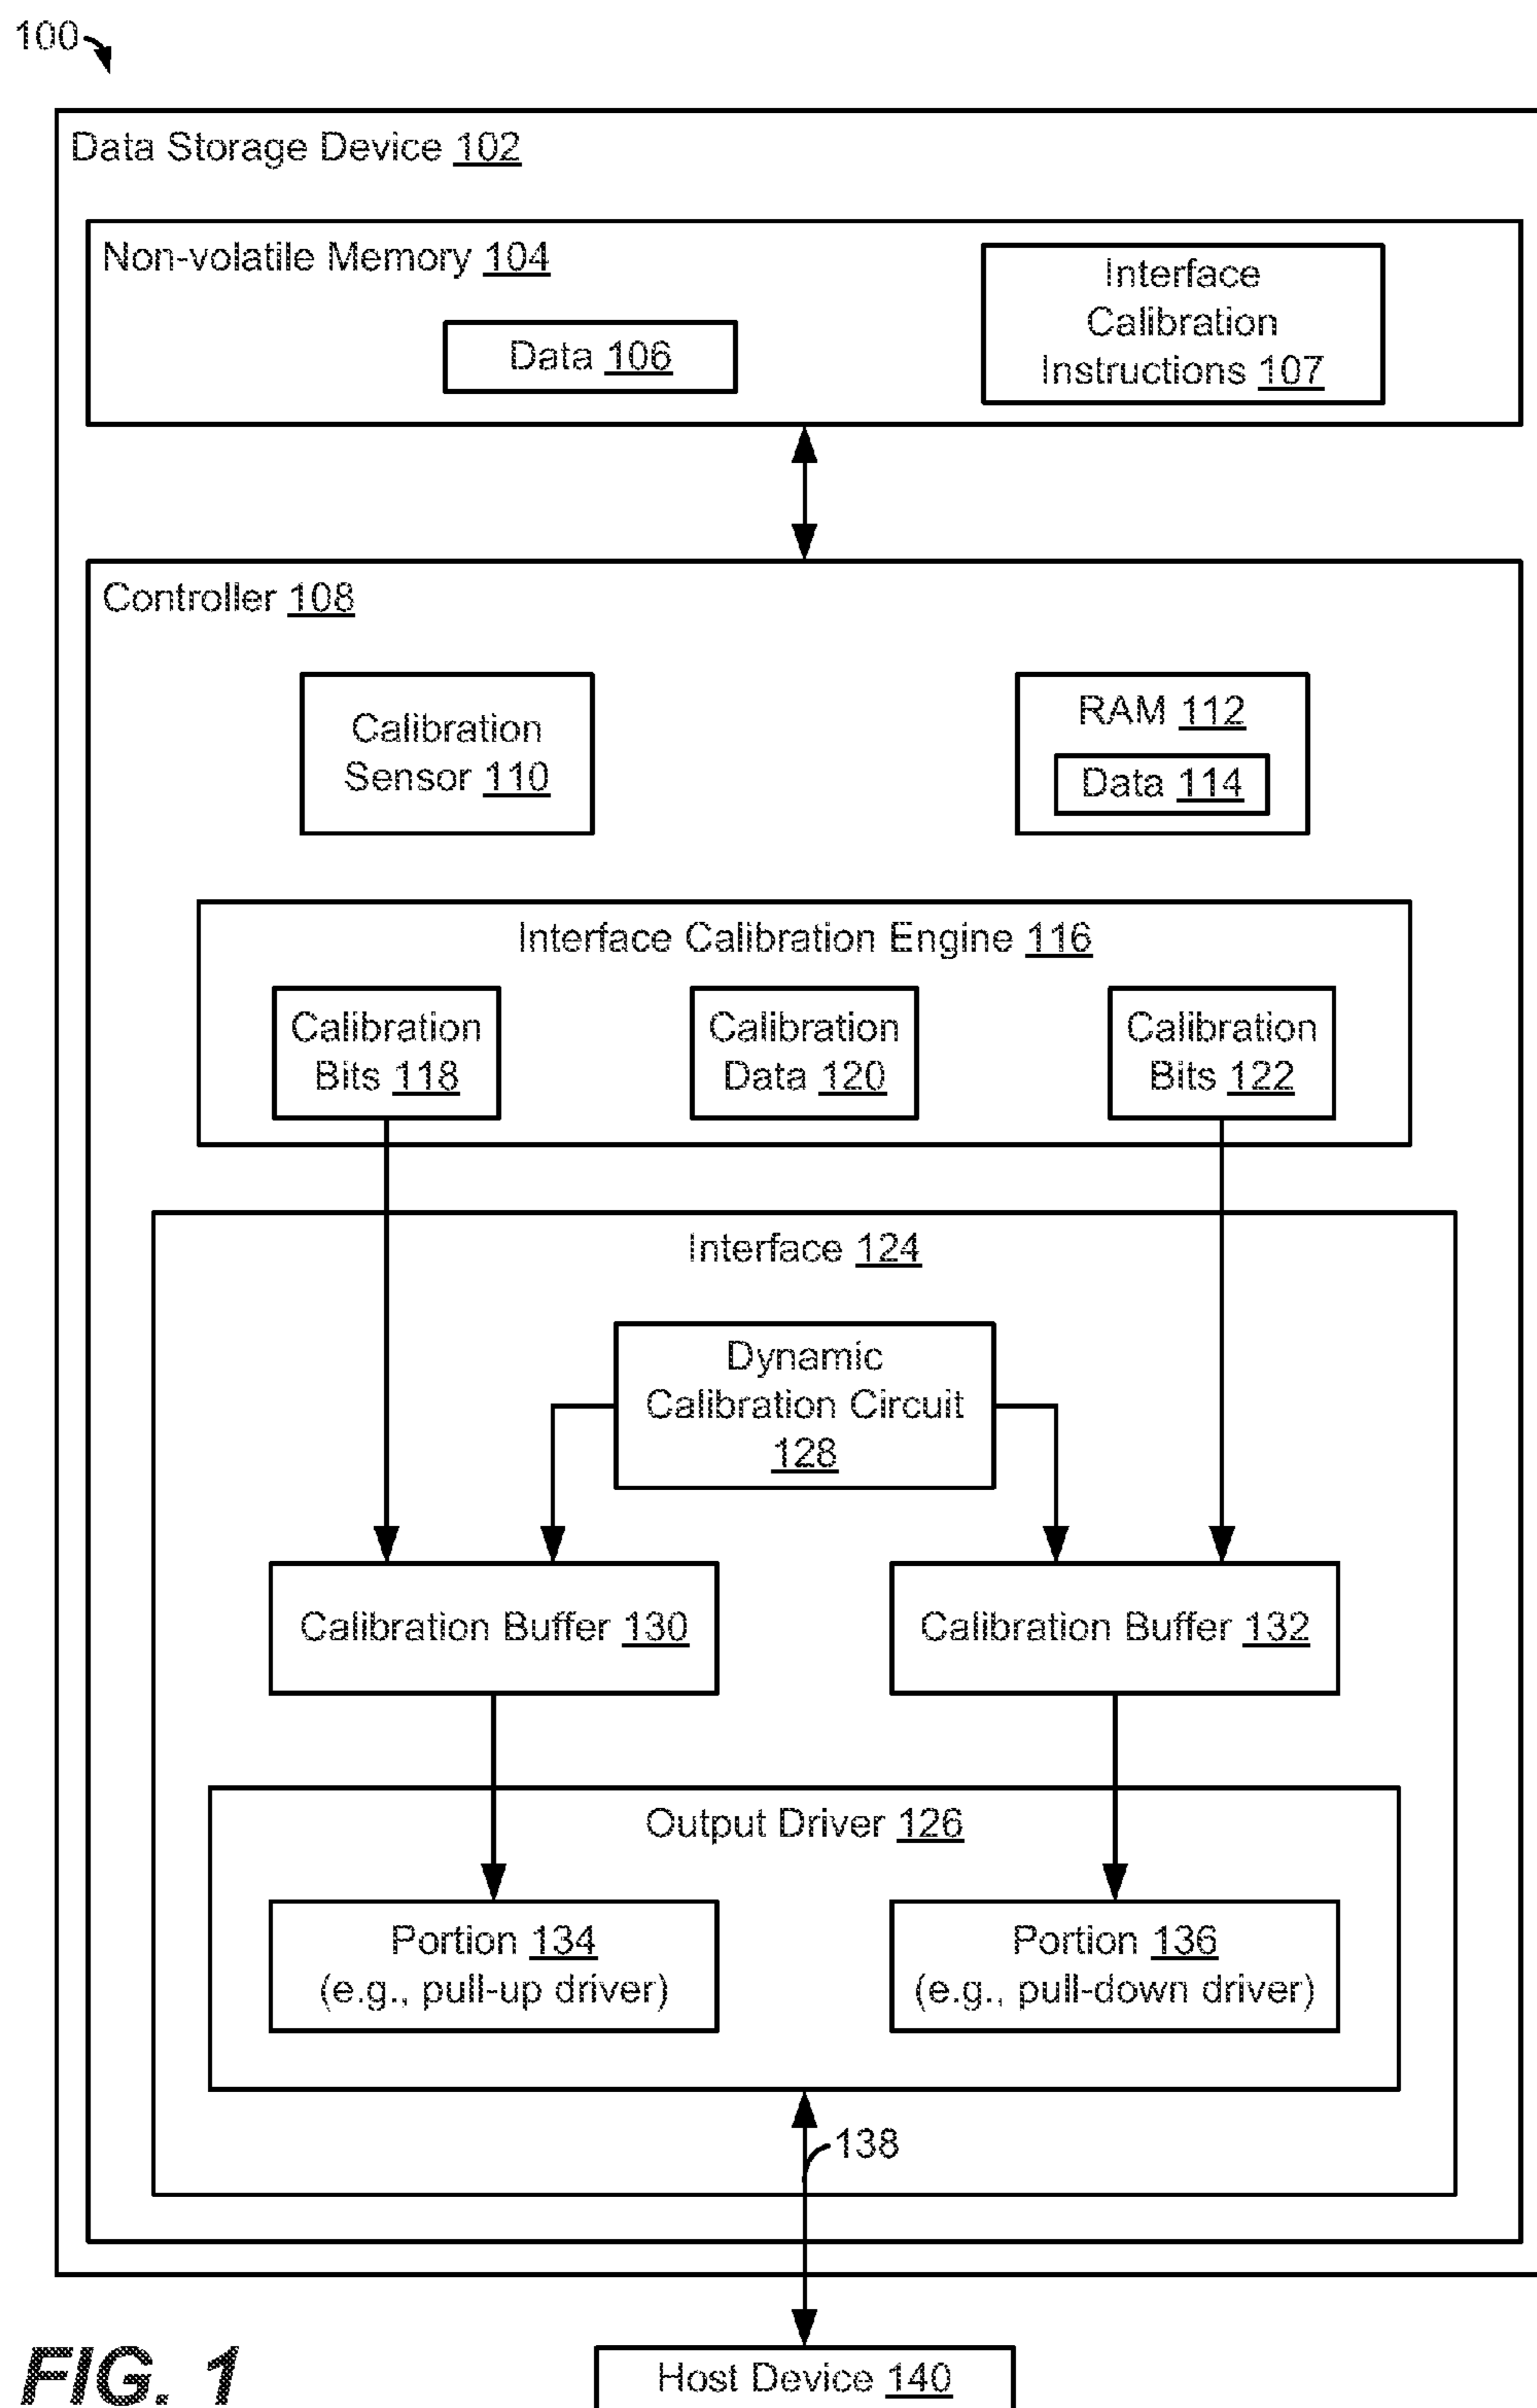 100
Data Storage Device 102
Non-volatile Memory 104
Data 106
Interface
Calibration
Instructions 107
Controller 108
Calibration
Sensor 110
RAM 112
Data 114
Interface Calibration Engine 116
Calibration
Bits 118
Calibration
Data 120
Calibration
Bits 122
Interface 124
Dynamic
Calibration Circuit
128
Calibration Buffer 130
Calibration Buffer 132
Output Driver 126
Portion 134
(e.g., pull-up driver)
Portion 136
(e.g., pull-down driver)
138
Host Device 140
FIG. 1